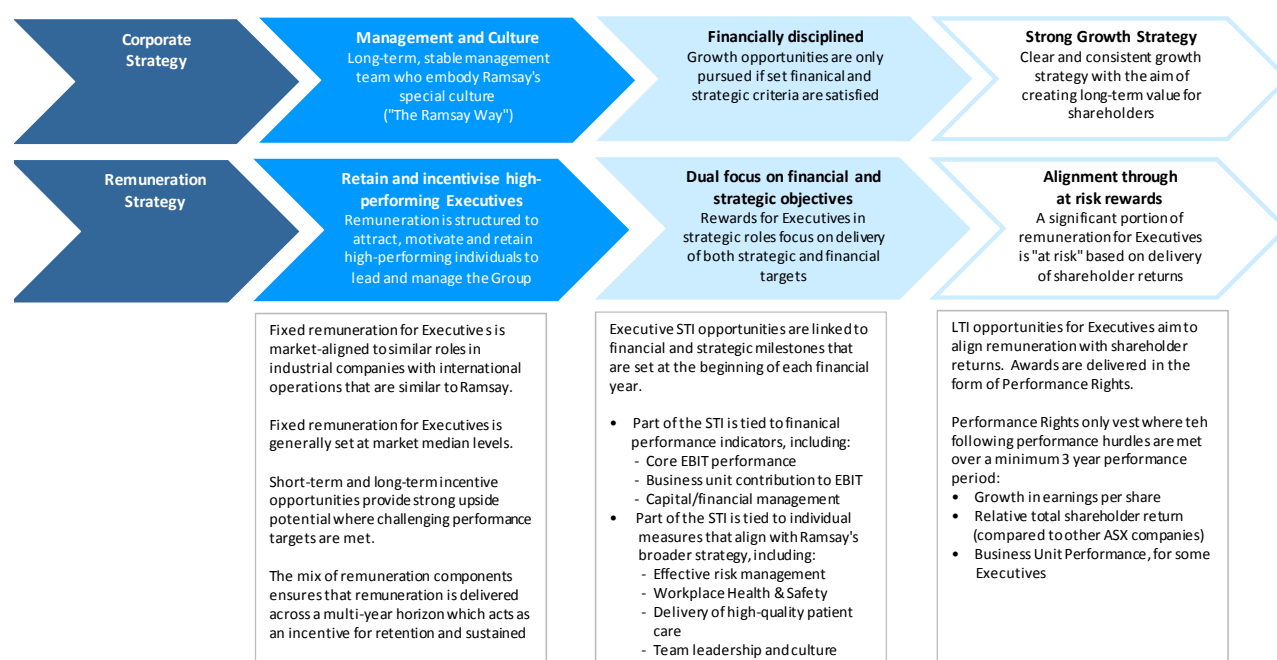 Corporate
Strategy
Management and Culture
Long-term, stable management
team who embody Ramsay's
special culture
("The Ramsay Way")
Financially disciplined
Growth opportunities are only
pursued if set finanical and
strategic criteria are satisfied
Strong Growth Strategy
Clear and consistent growth
strategy with the aim of
creating long-term value for
shareholders
Remuneration
Strategy
Retain and incentivise high-
performing Executives
Remuneration is structured to
attract, motivate and retain
high-performing individuals to
lead and manage the Group
Dual focus on financial and
strategic objectives
Rewards for Executives in
strategic roles focus on delivery
of both strategic and financial
targets
Alignment through
at risk rewards
A significant portion of
remuneration for Executives
is "at risk" based on delivery
of shareholder returns
Fixed remuneration for Executives is
market-aligned to similar roles in
industrial companies with international
operations that are similar to Ramsay.
Fixed remuneration for Executives is
generally set at market median levels.
Short-term and long-term incentive
opportunities provide strong upside
potential where challenging performance
targets are met.
The mix of remuneration components
ensures that remuneration is delivered
across a multi-year horizon which acts as
an incentive for retention and sustained
Executive STI opportunities are linked to
financial and strategic milestones that
are set at the beginning of each financial
year.
• Part of the STI is tied to finanical
performance indicators, including:
- Core EBIT performance
- Business unit contribution to EBIT
- Capital/financial management
• Part of the STI is tied to individual
measures that align with Ramsay's
broader strategy, including:
- Effective risk management
- Workplace Health & Safety
- Delivery of high-quality patient
care
- Team leadership and culture
LTI opportunities for Executives aim to
align remuneration with shareholder
returns. Awards are delivered in the
form of Performance Rights.
Performance Rights only vest where teh
following performance hurdles are met
over a minimum 3 year performance
period:
• Growth in earnings per share
• Relative total shareholder return
(compared to other ASX companies)
• Business Unit Performance, for some
Executives